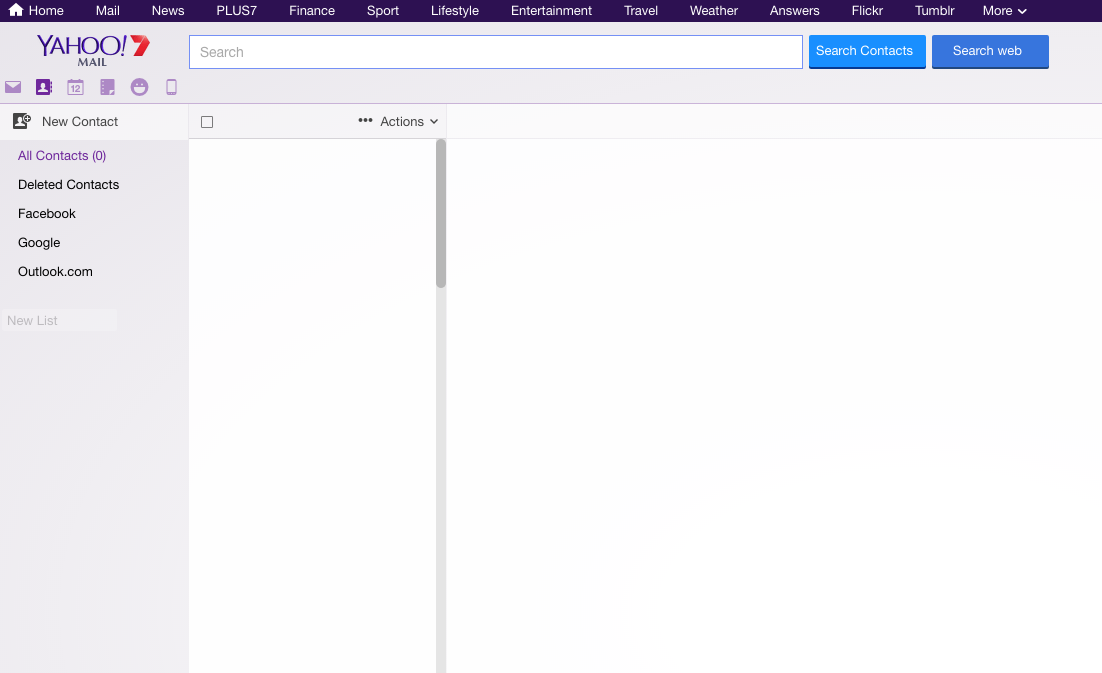 Home Mail News PLUS7 Finance Sport Lifestyle Entertainment Travel Weather Answers Flickr Tumblr More
YAHOO! 7
MAIL
Search
Search Contacts
Search web
12
New Contact
Actions
All Contacts (0)
Deleted Contacts
Facebook
Google
Outlook.com
New List